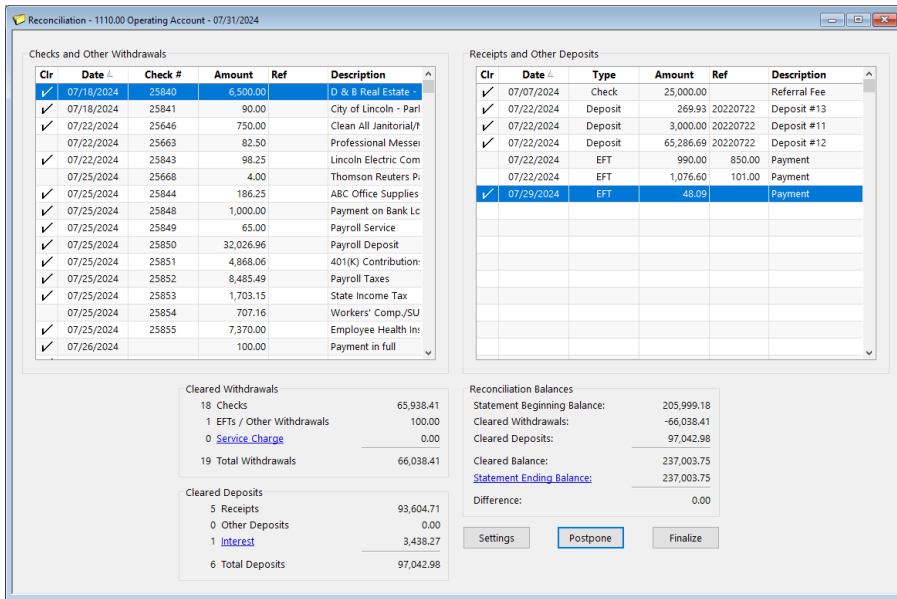 Reconciliation - 1110.00 Operating Account - 07/31/2024
Checks and Other Withdrawals
Clr Date Check # Amount Ref Description
07/18/2024 25840 6,500.00 D & B Real Estate -
07/18/2024 25841 90.00 City of Lincoln - Parl
07/22/2024 25646 750.00 Clean All Janitorial/
07/22/2024 25663 82.50 Professional Messe
07/22/2024 25843 98.25 Lincoln Electric Com
07/25/2024 25668 4.00 Thomson Reuters P
07/25/2024 25844 186.25 ABC Office Supplies
07/25/2024 25848 1,000.00 Payment on Bank Lc
07/25/2024 25849 65.00 Payroll Service
07/25/2024 25850 32,026.96 Payroll Deposit
07/25/2024 25851 4,868.06 401(K) Contribution
07/25/2024 25852 8,485.49 Payroll Taxes
07/25/2024 25853 1,703.15 State Income Tax
07/25/2024 25854 707.16 Workers' Comp./SU
07/25/2024 25855 7,370.00 Employee Health In
07/26/2024 100.00 Payment in full
Receipts and Other Deposits
Clr Date Type Amount Ref Description
07/07/2024 Check 25,000.00 Referral Fee
07/22/2024 Deposit 269.93 20220722 Deposit #13
07/22/2024 Deposit 3,000.00 20220722 Deposit #11
07/22/2024 Deposit 65,286.69 20220722 Deposit #12
07/22/2024 EFT 990.00 850.00 Payment
07/22/2024 EFT 1,076.60 101.00 Payment
07/29/2024 EFT 48.09 Payment
Cleared Withdrawals
18 Checks 65,938.41
1 EFTs / Other Withdrawals 100.00
0 Service Charge 0.00
19 Total Withdrawals 66,038.41
Cleared Deposits
5 Receipts 93,604.71
0 Other Deposits 0.00
1 Interest 3,438.27
6 Total Deposits 97,042.98
Reconciliation Balances
Statement Beginning Balance: 205,999.18
Cleared Withdrawals: -66,038.41
Cleared Deposits: 97,042.98
Cleared Balance: 237,003.75
Statement Ending Balance: 237,003.75
Difference: 0.00
Settings Postpone Finalize